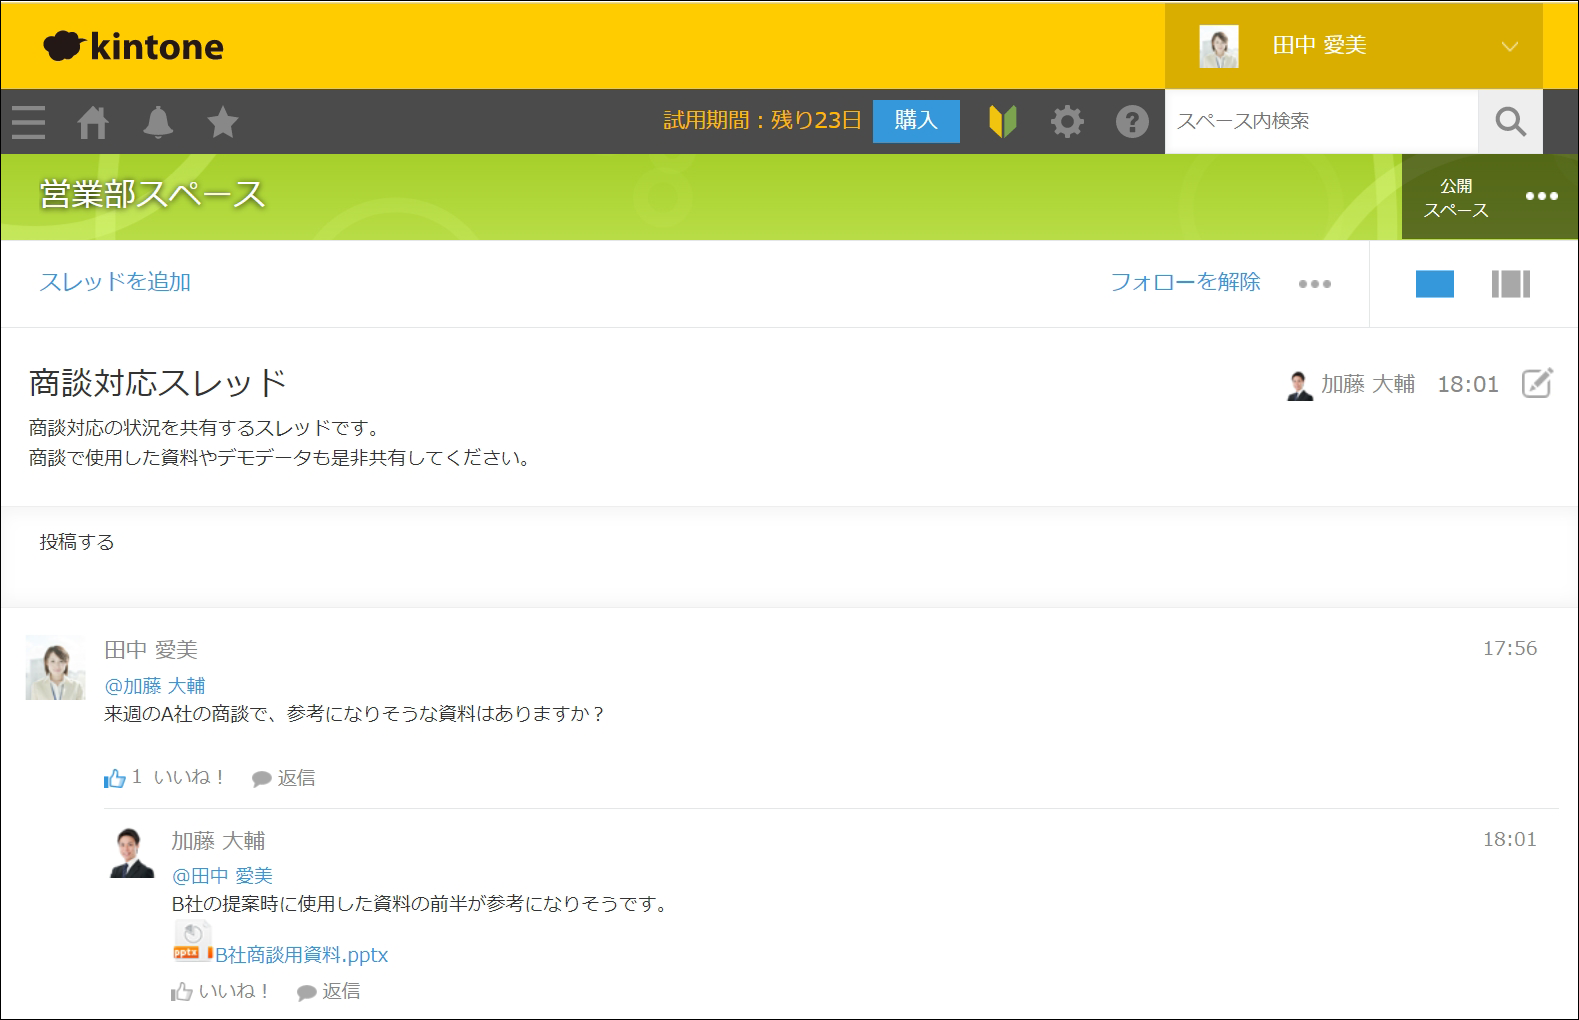 kintone
田中 愛美
試用期間：残り23日
購入
?
スペース内検索
営業部スペース
公開
スペース
スレッドを追加
フォローを解除
商談対応スレッド
加藤 大輔 18:01
商談対応の状況を共有するスレッドです。
商談で使用した資料やデモデータも是非共有してください。
投稿する
田中 愛美 17:56
@加藤 大輔
来週のA社の商談で、参考になりそうな資料はありますか？
1 いいね！ 返信
加藤 大輔 18:01
@田中 愛美
B社の提案時に使用した資料の前半が参考になりそうです。
pptx
B社商談用資料.pptx
いいね！ 返信